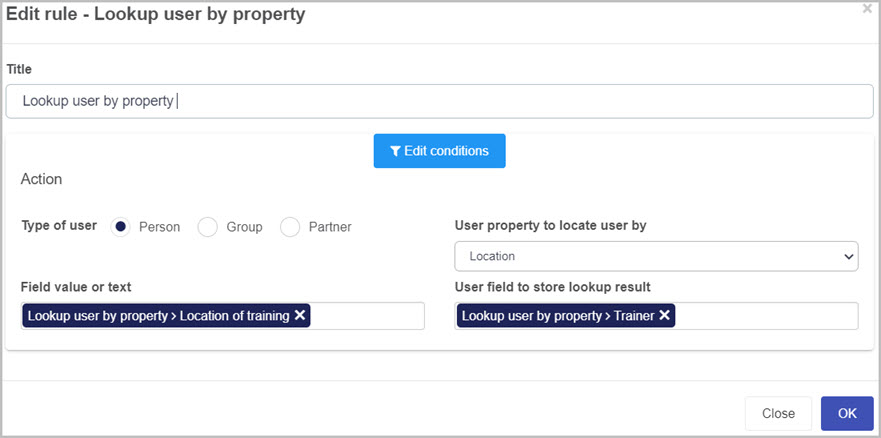 Edit rule - Lookup user by property
×
Title
Lookup user by property
Edit conditions
Action
Type of user Person Group Partner
User property to locate user by
Location
Field value or text
Lookup user by property > Location of training ×
User field to store lookup result
Lookup user by property > Trainer ×
Close OK